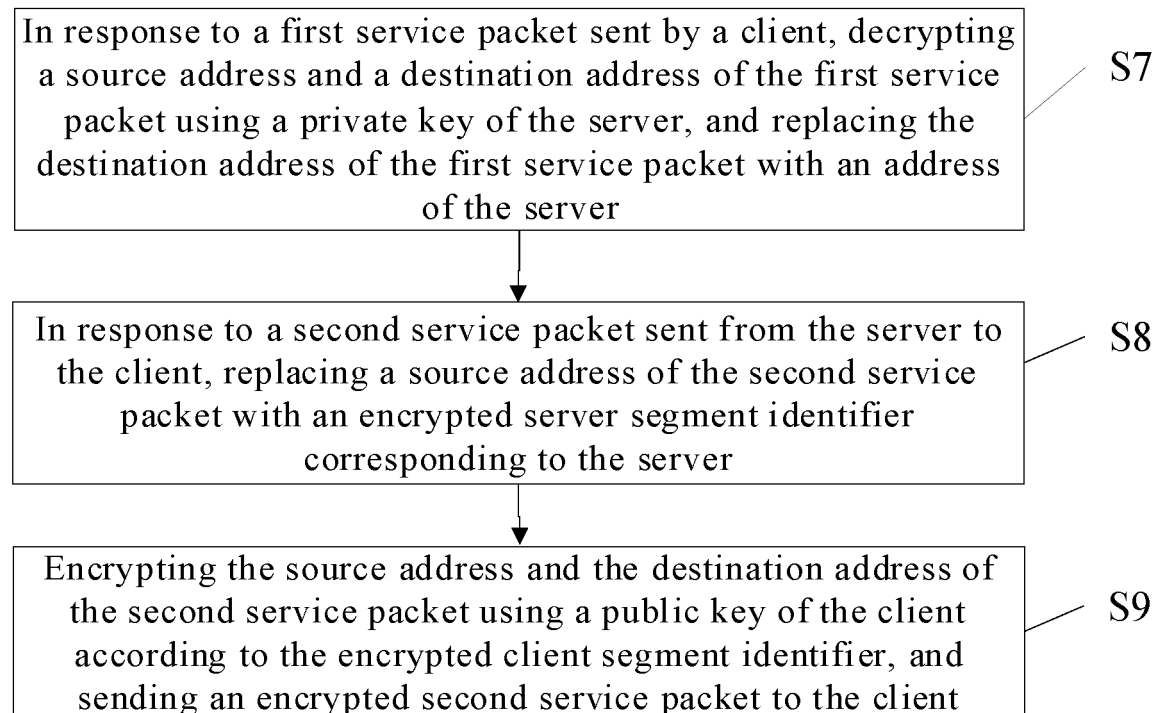 In response to a first service packet sent by a client, decrypting
a source address and a destination address of the first service
packet using a private key of the server, and replacing the
destination address of the first service packet with an address
of the server
S7
In response to a second service packet sent from the server to
the client, replacing a source address of the second service
packet with an encrypted server segment identifier
corresponding to the server
S8
Encrypting the source address and the destination address of
the second service packet using a public key of the client
according to the encrypted client segment identifier, and
sending an encrypted second service packet to the client
S9